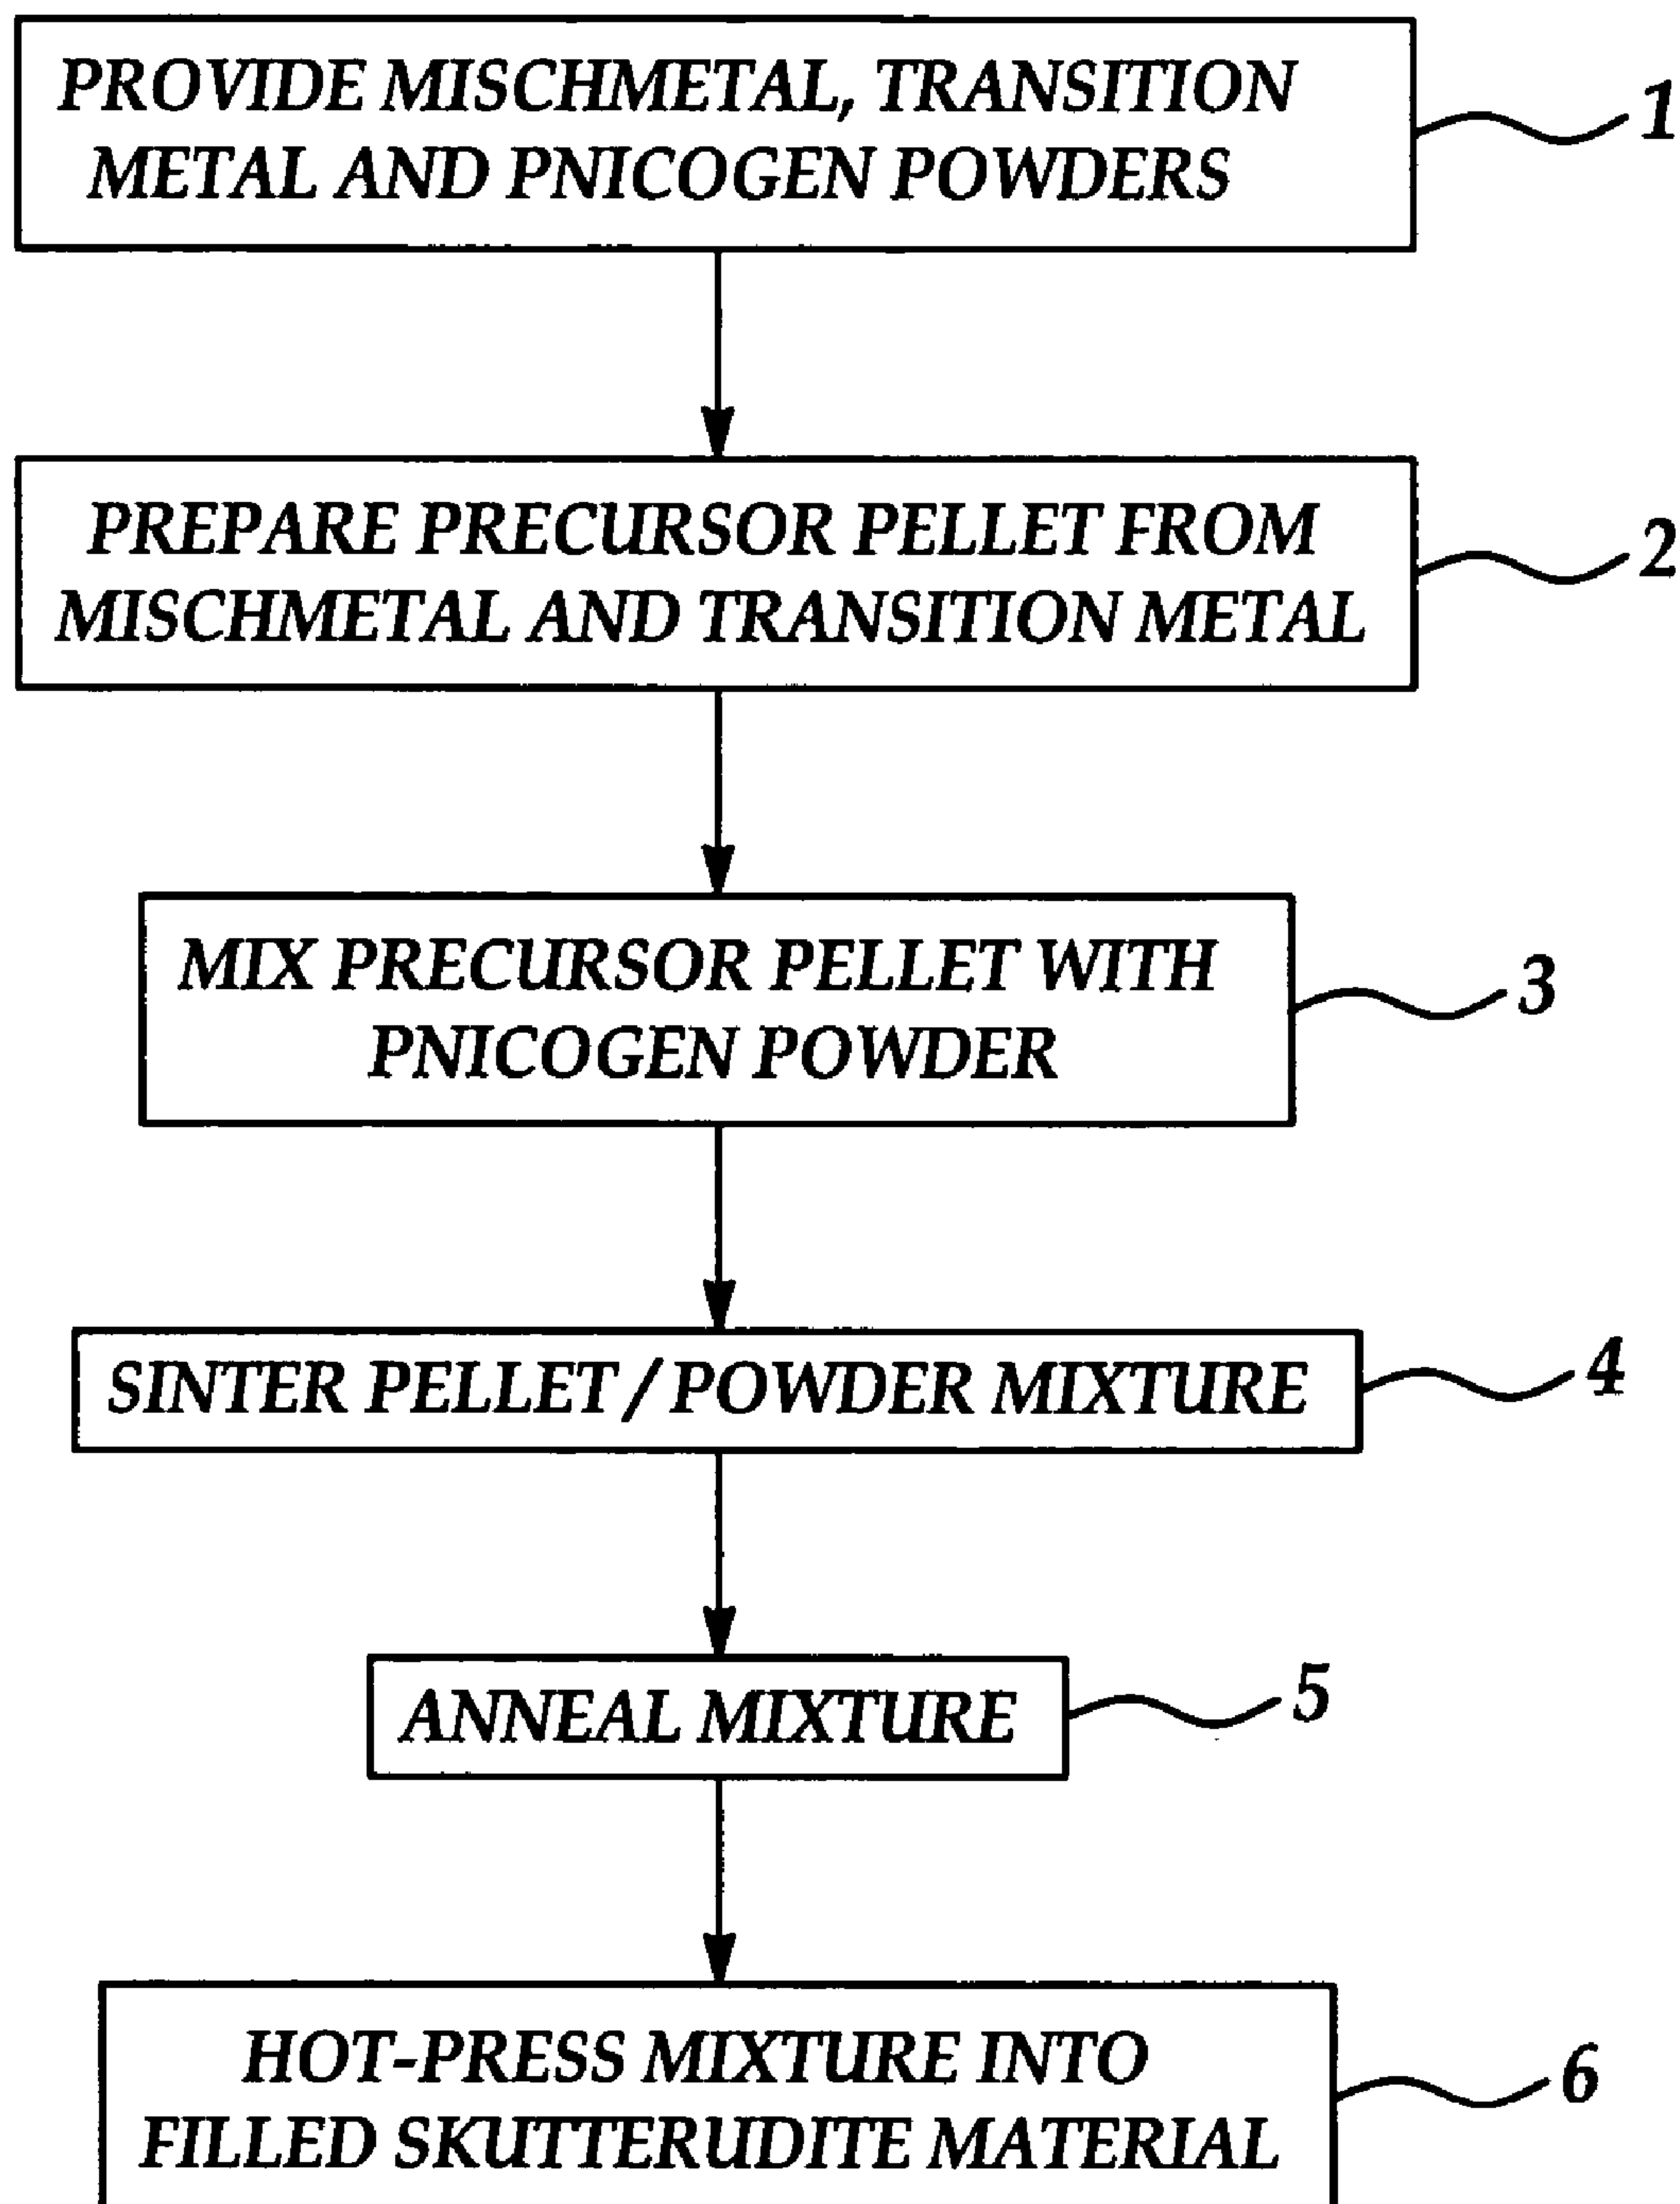 PROVIDE MISCHMETAL, TRANSITION
METAL AND PNICOGEN POWDERS
1
PREPARE PRECURSOR PELLET FROM
MISCHMETAL AND TRANSITION METAL
2
MIX PRECURSOR PELLET WITH
PNICOGEN POWDER
3
SINTER PELLET/POWDER MIXTURE
4
ANNEAL MIXTURE
5
HOT-PRESS MIXTURE INTO
FILLED SKUTTERUDITE MATERIAL
6